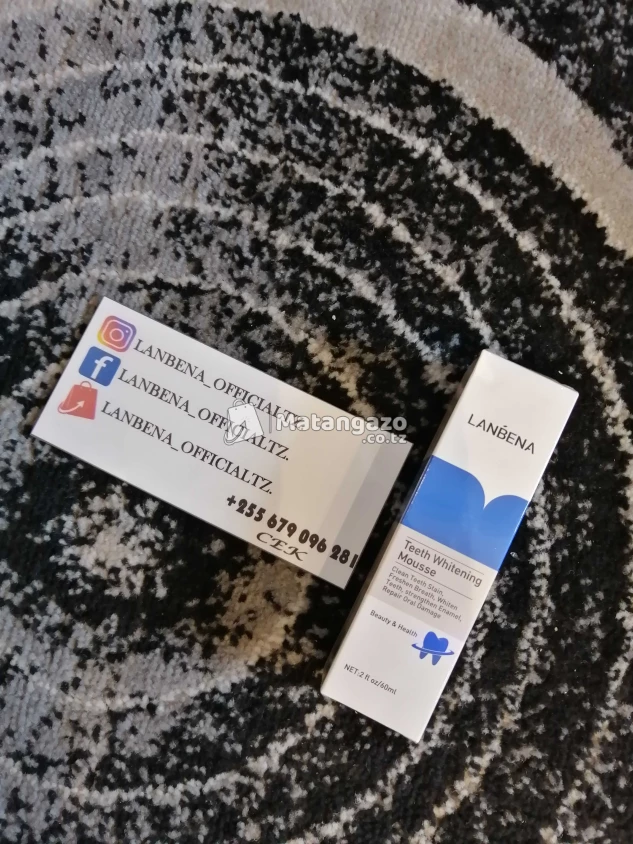 LANBENA_OFFICIALTZ.
LANBENA_OFFICIALTZ.
LANBENA_OFFICIALTZ.
+255 679 096 281
CEK
Matangazo
.co.tz
LANBENA
Teeth Whitening
Mousse
Clean Teeth Stain,
Freshen Breath, Whiten
Teeth, strengthen Enamel,
Repair Oral Damage
Beauty & Health
NET:2 fl oz/60ml